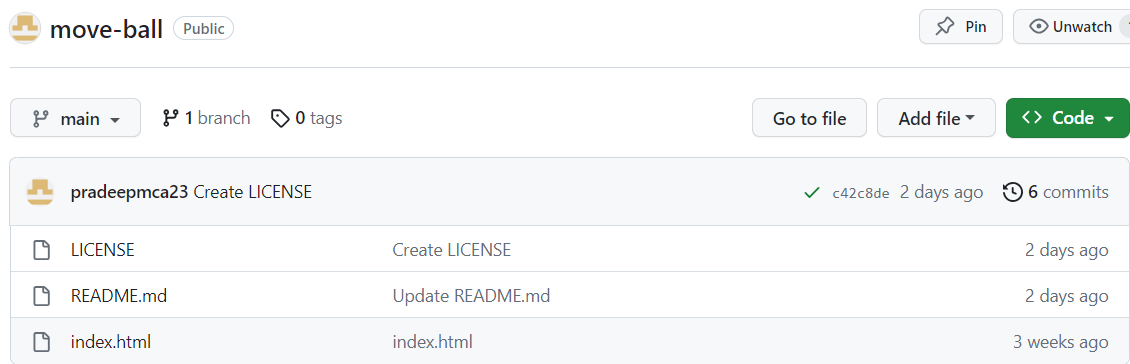 move-ball Public Pin Unwatch
main 1 branch 0 tags Go to file Add file Code
pradeepmca23 Create LICENSE c42c8de 2 days ago 6 commits
LICENSE Create LICENSE 2 days ago
README.md Update README.md 2 days ago
index.html index.html 3 weeks ago